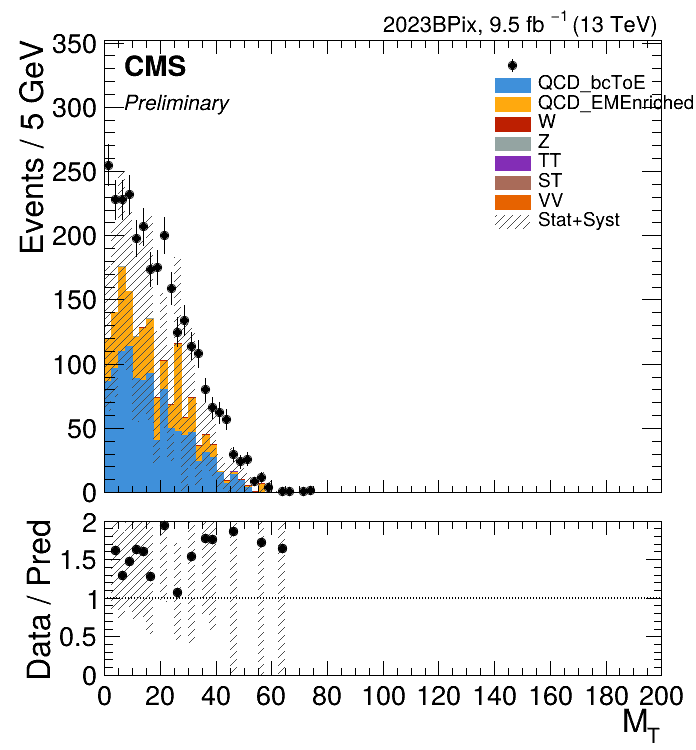 2023BPix, 9.5 fb⁻¹ (13 TeV)
CMS
Preliminary
QCD_bcToE
QCD_EMEnriched
W
Z
TT
ST
VV
Stat+Syst
Events / 5 GeV
350
300
250
200
150
100
50
0
Data / Pred
2
1.5
1
0.5
0
0 20 40 60 80 100 120 140 160 180 200
M_T